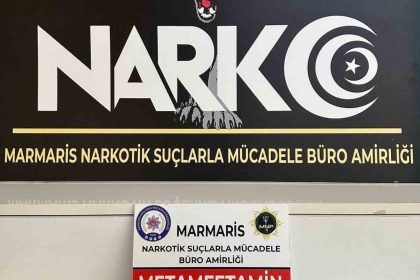 NARKO
MARMARİS NARKOTİK SUÇLARLA MÜCADELE BÜRO AMİRLİĞİ
MARMARİS
NARKOTİK SUÇLARLA MÜCADELE
BÜRO AMİRLİĞİ
METAMFETAMİN